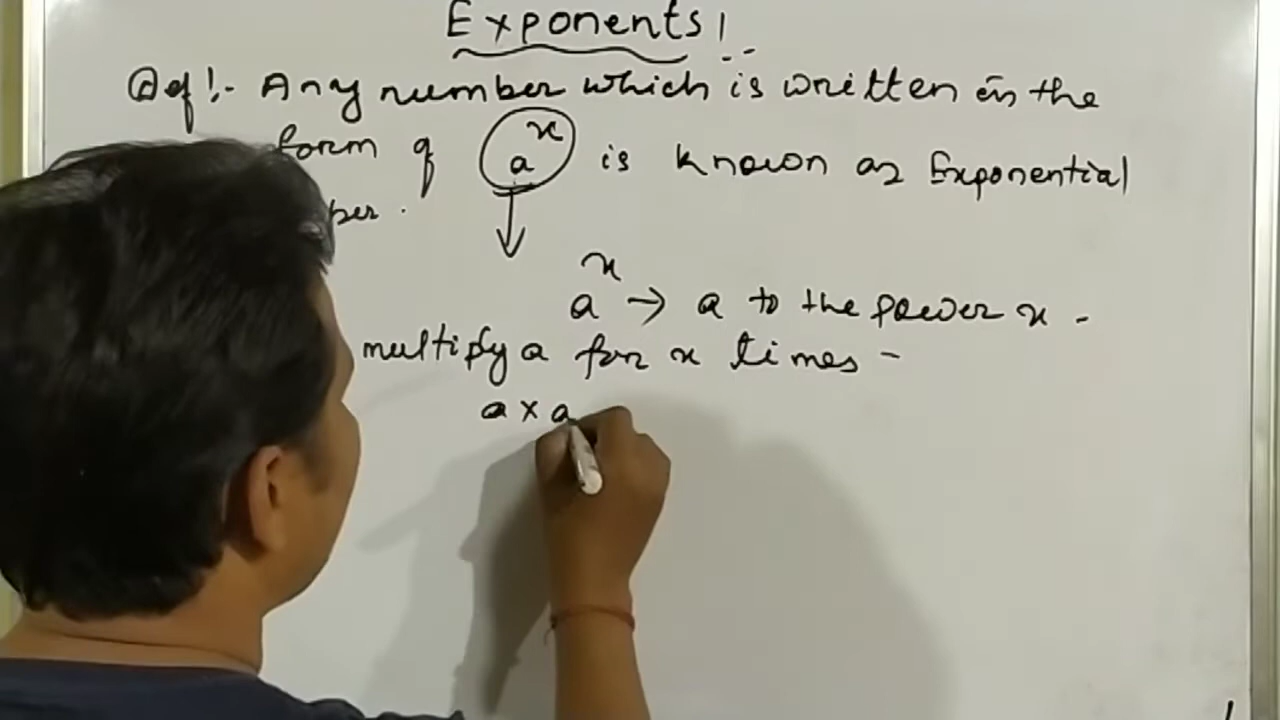 Exponents :-
Def :- Any number which is written in the
form of a^x is known as Exponential
ber .
a^x → a to the power x .
multiply a for x times -
a × a